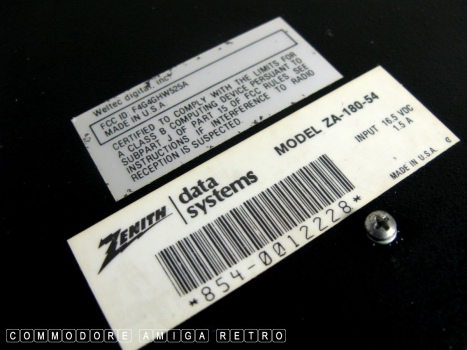 Weltec digital, inc.
FCC ID F4G4GHW525A
MADE IN U S A
CERTIFIED TO COMPLY WITH THE LIMITS FOR
A CLASS B COMPUTING DEVICE PURSUANT TO
SUBPART J OF PART 15 OF FCC RULES. SEE
INSTRUCTIONS IF INTERFERENCE TO RADIO
RECEPTION IS SUSPECTED.
ZENITH data systems
MODEL ZA-180-54
INPUT 16.5 VDC
1.5 A
MADE IN U.S.A.
*854-0012228*
COMMODORE AMIGA RETRO